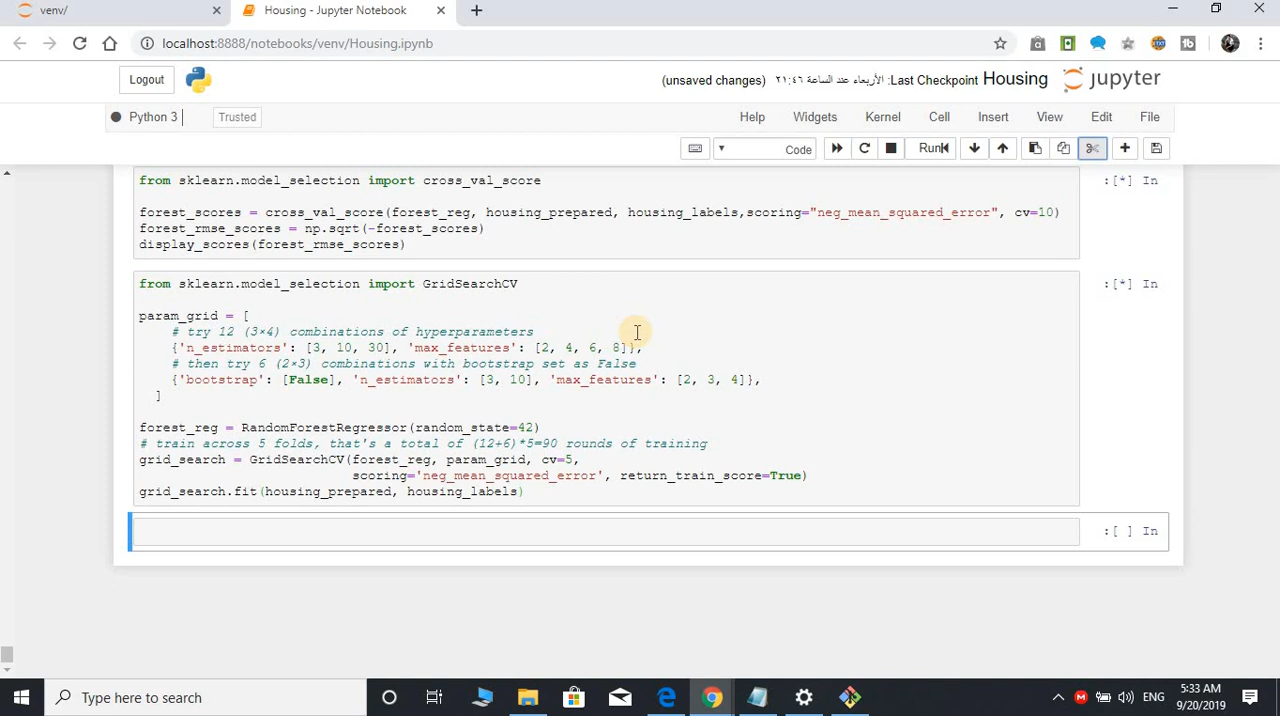 venv/
Housing - Jupyter Notebook
localhost:8888/notebooks/venv/Housing.ipynb
Logout
(unsaved changes) الأربعاء عند الساعة ٢١:٤٦ :Last Checkpoint Housing jupyter
Python 3 Trusted Help Widgets Kernel Cell Insert View Edit File
Code Run
from sklearn.model_selection import cross_val_score
:[*] In
forest_scores = cross_val_score(forest_reg, housing_prepared, housing_labels,scoring="neg_mean_squared_error", cv=10)
forest_rmse_scores = np.sqrt(-forest_scores)
display_scores(forest_rmse_scores)
from sklearn.model_selection import GridSearchCV
:[*] In
param_grid = [
# try 12 (3×4) combinations of hyperparameters
{'n_estimators': [3, 10, 30], 'max_features': [2, 4, 6, 8]},
# then try 6 (2×3) combinations with bootstrap set as False
{'bootstrap': [False], 'n_estimators': [3, 10], 'max_features': [2, 3, 4]},
]
forest_reg = RandomForestRegressor(random_state=42)
# train across 5 folds, that's a total of (12+6)*5=90 rounds of training
grid_search = GridSearchCV(forest_reg, param_grid, cv=5,
scoring='neg_mean_squared_error', return_train_score=True)
grid_search.fit(housing_prepared, housing_labels)
:[ ] In
Type here to search
ENG
5:33 AM
9/20/2019